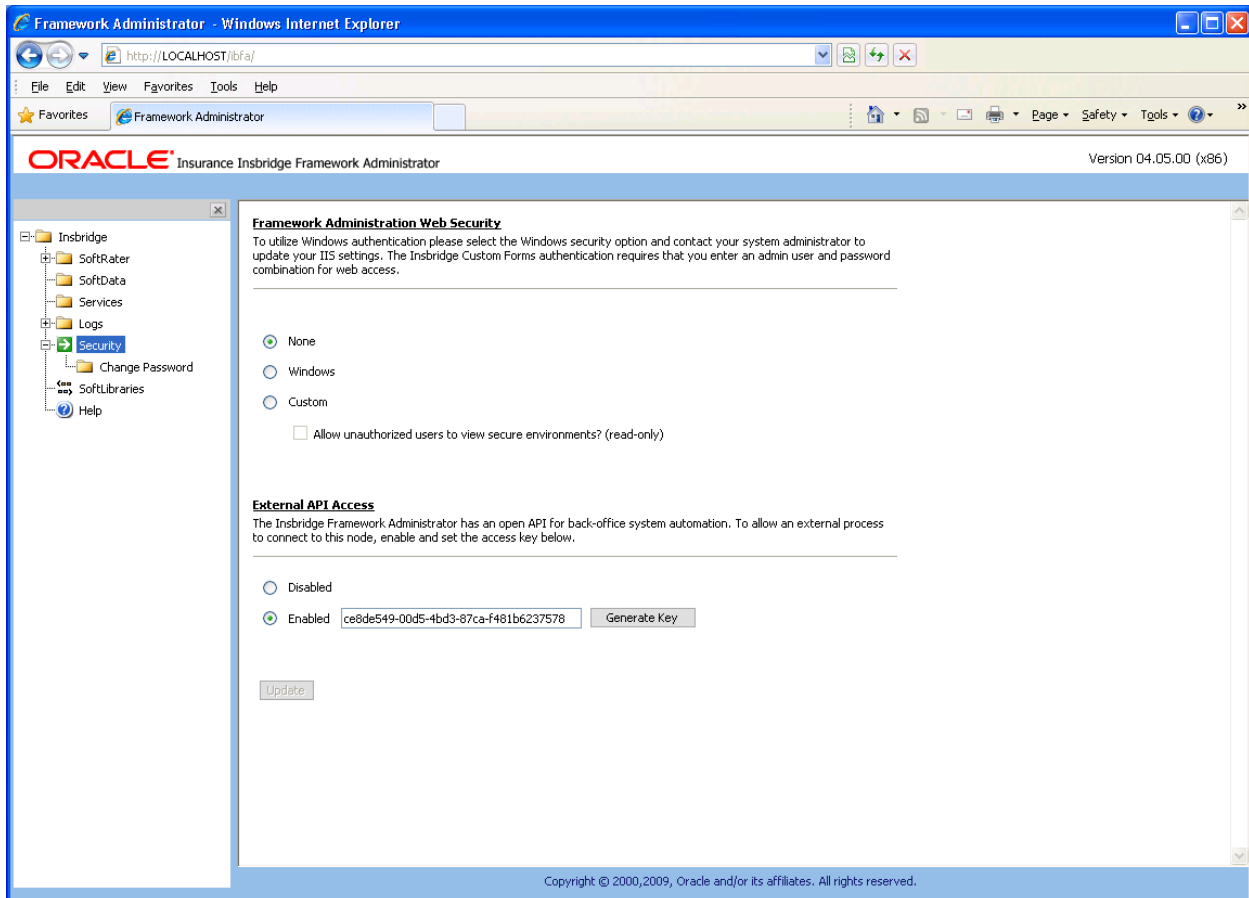 Framework Administrator - Windows Internet Explorer
http://LOCALHOST/ibfa/
File Edit View Favorites Tools Help
Favorites Framework Administrator Page Safety Tools »
ORACLE Insurance Insbridge Framework Administrator Version 04.05.00 (x86)
Insbridge
SoftRater
SoftData
Services
Logs
Security
Change Password
SoftLibraries
Help
Framework Administration Web Security
To utilize Windows authentication please select the Windows security option and contact your system administrator to
update your IIS settings. The Insbridge Custom Forms authentication requires that you enter an admin user and password
combination for web access.
None
Windows
Custom
Allow unauthorized users to view secure environments? (read-only)
External API Access
The Insbridge Framework Administrator has an open API for back-office system automation. To allow an external process
to connect to this node, enable and set the access key below.
Disabled
Enabled ce8de549-00d5-4bd3-87ca-f481b6237578 Generate Key
Update
Copyright © 2000,2009, Oracle and/or its affiliates. All rights reserved.